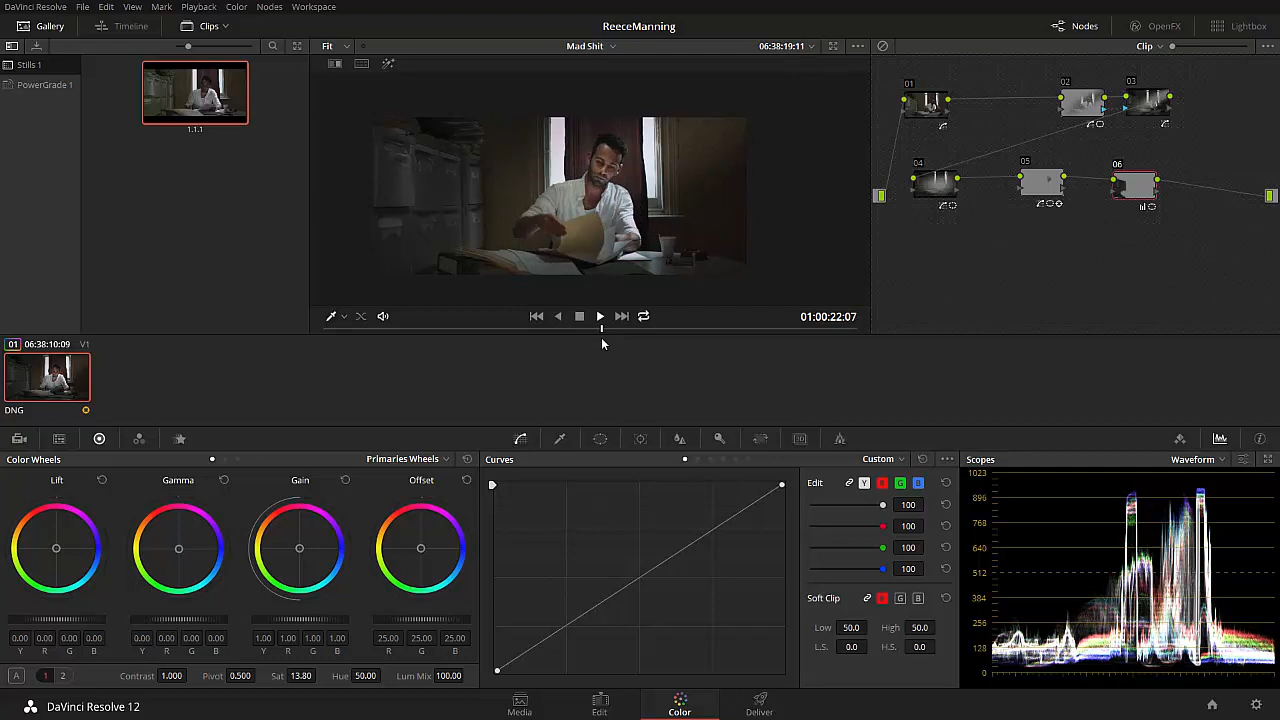 DaVinci Resolve File Edit View Mark Playback Color Nodes Workspace
Gallery Timeline Clips ReeceManning Nodes OpenFX Lightbox
Fit Mad Shit 06:38:19:11 Clip
Stills 1
PowerGrade 1
1.1.1
01 02 03
04 05 06
01:00:22:07
01 06:38:10:09 V1
DNG
Color Wheels Primaries Wheels Curves Custom Scopes Waveform
Lift Gamma Gain Offset
0.00 0.00 0.00 0.00 0.00 0.00 0.00 0.00 1.00 1.00 1.00 1.00 25.00 25.00 25.00
Y R G B Y R G B Y R G B R G B
A 1 2 Contrast 1.000 Pivot 0.500 Sat 13.80 Hue 50.00 Lum Mix 100.00
Edit Y R G B
100
100
100
100
Soft Clip R G B
Low 50.0 High 50.0
L.S. 0.0 H.S. 0.0
1023
896
768
640
512
384
256
128
0
DaVinci Resolve 12 Media Edit Color Deliver